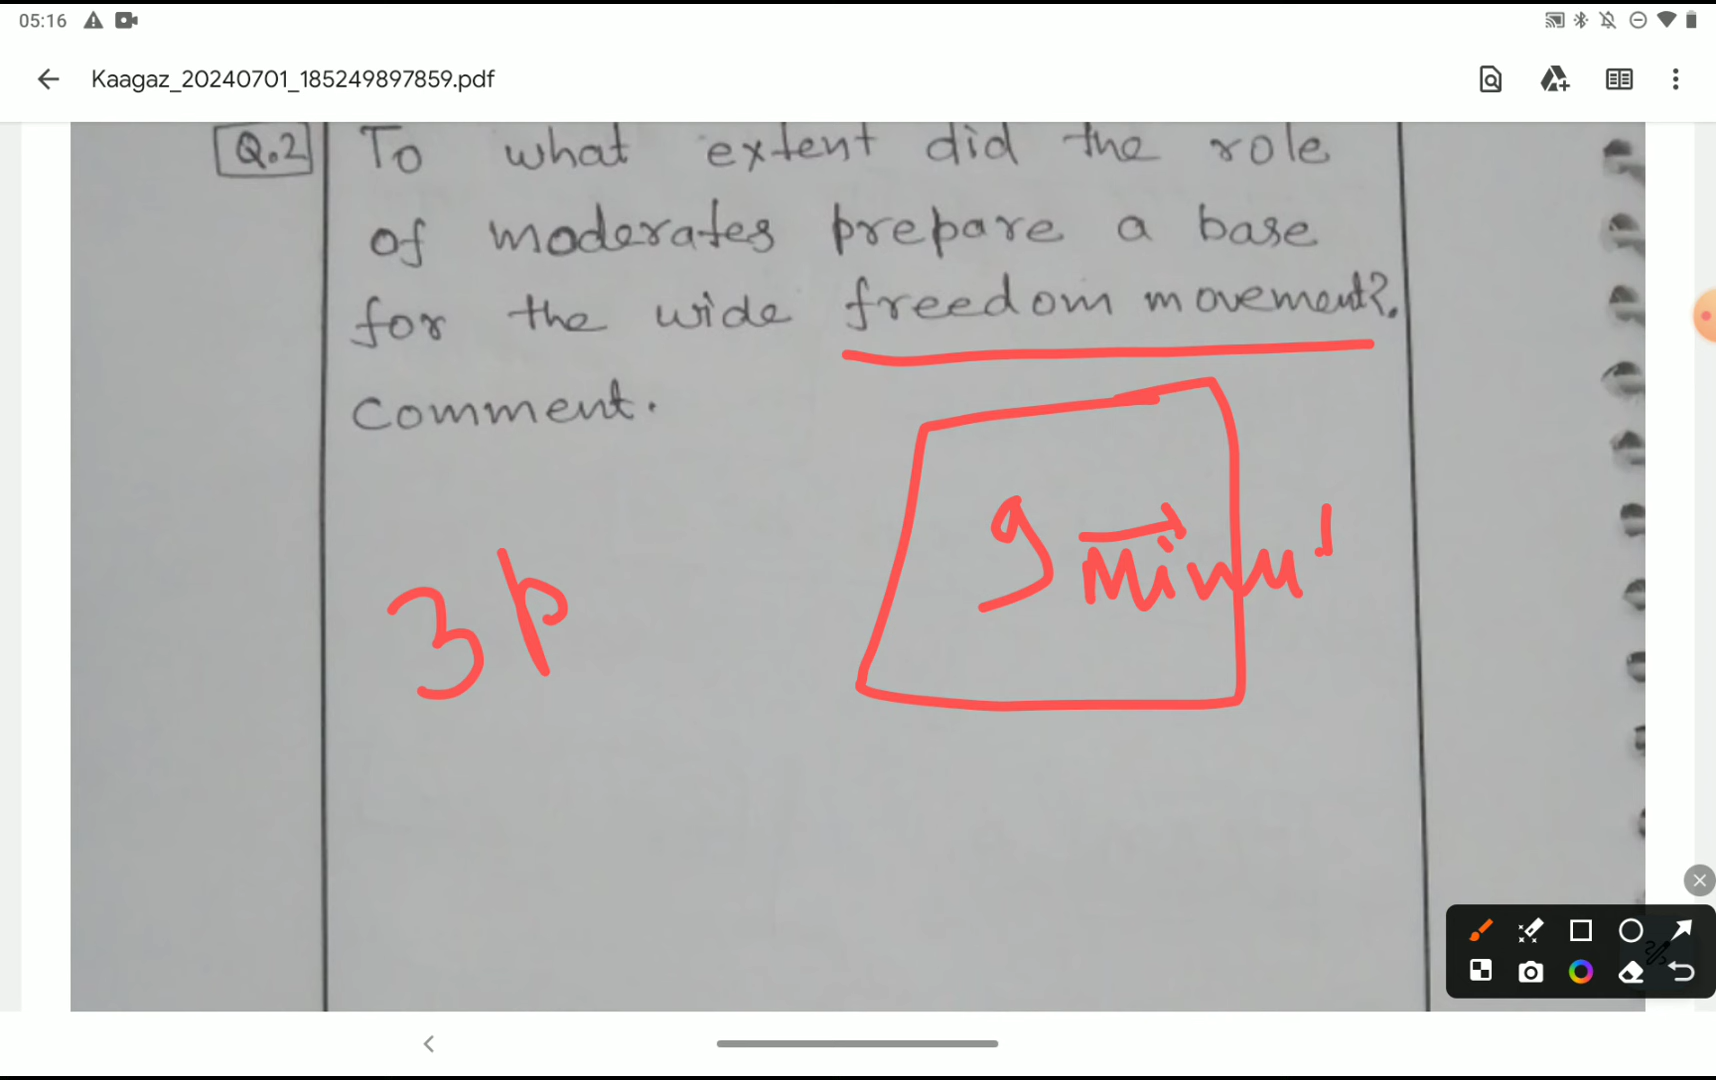 05:16
Kaagaz_20240701_185249897859.pdf
Q.2 To what extent did the role
of moderates prepare a base
for the wide freedom movement?.
Comment.
9 Minu
3 p